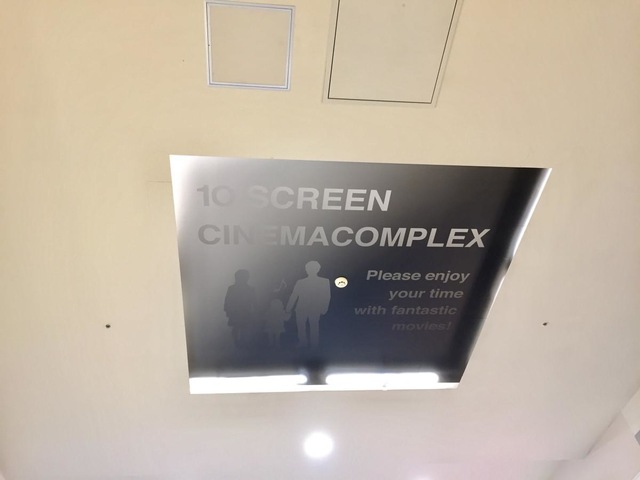 10 SCREEN
CINEMACOMPLEX
Please enjoy
your time
with fantastic
movies!